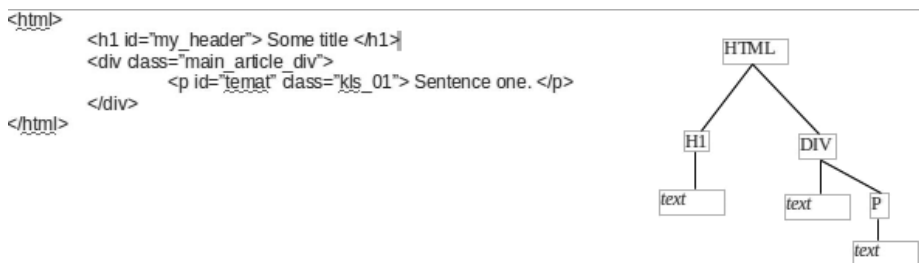 <html>
<h1 id=”my_header”> Some title </h1>
<div class=”main_article_div”>
<p id=”temat” class=”kls_01”> Sentence one. </p>
</div>
</html>
HTML
H1
DIV
text
text
P
text